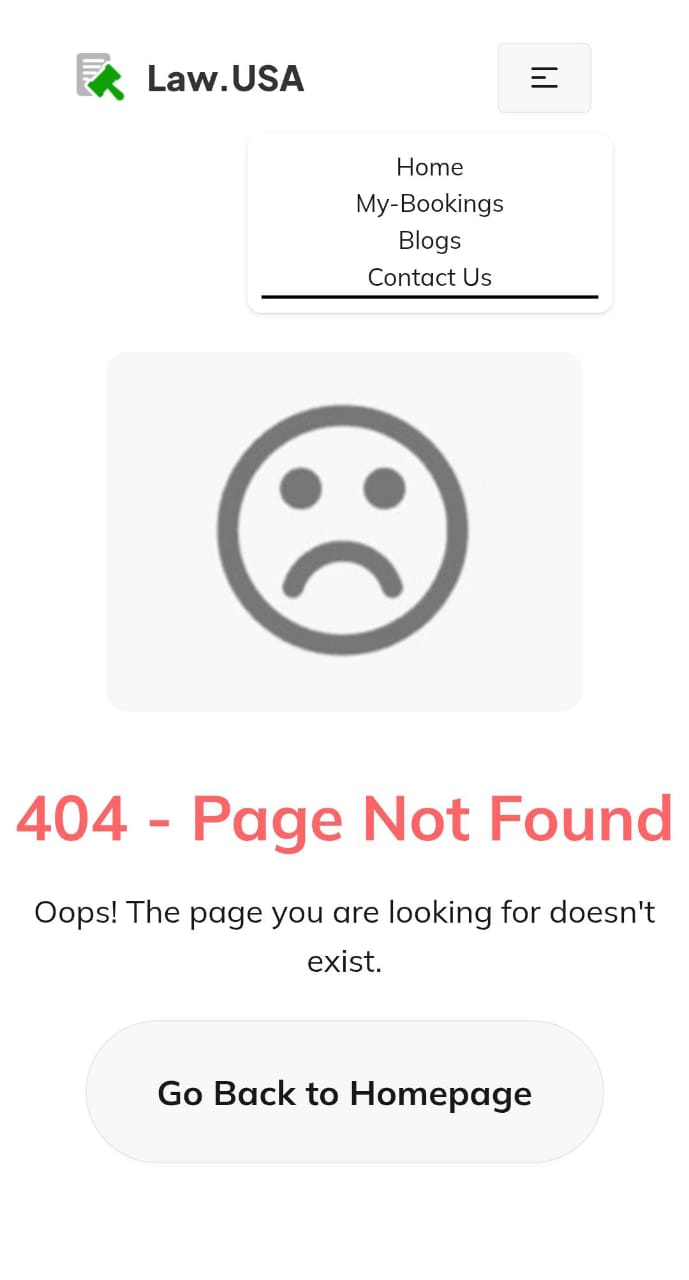 Law.USA
Home
My-Bookings
Blogs
Contact Us
404 - Page Not Found
Oops! The page you are looking for doesn't
exist.
Go Back to Homepage